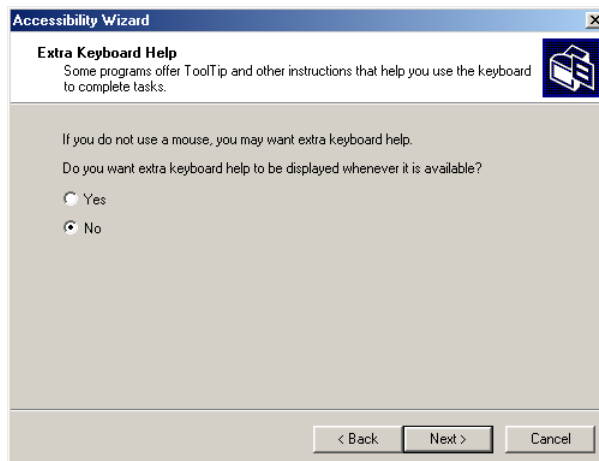 Accessibility Wizard
Extra Keyboard Help
Some programs offer ToolTip and other instructions that help you use the keyboard
to complete tasks.
If you do not use a mouse, you may want extra keyboard help.
Do you want extra keyboard help to be displayed whenever it is available?
Yes
No
< Back Next > Cancel